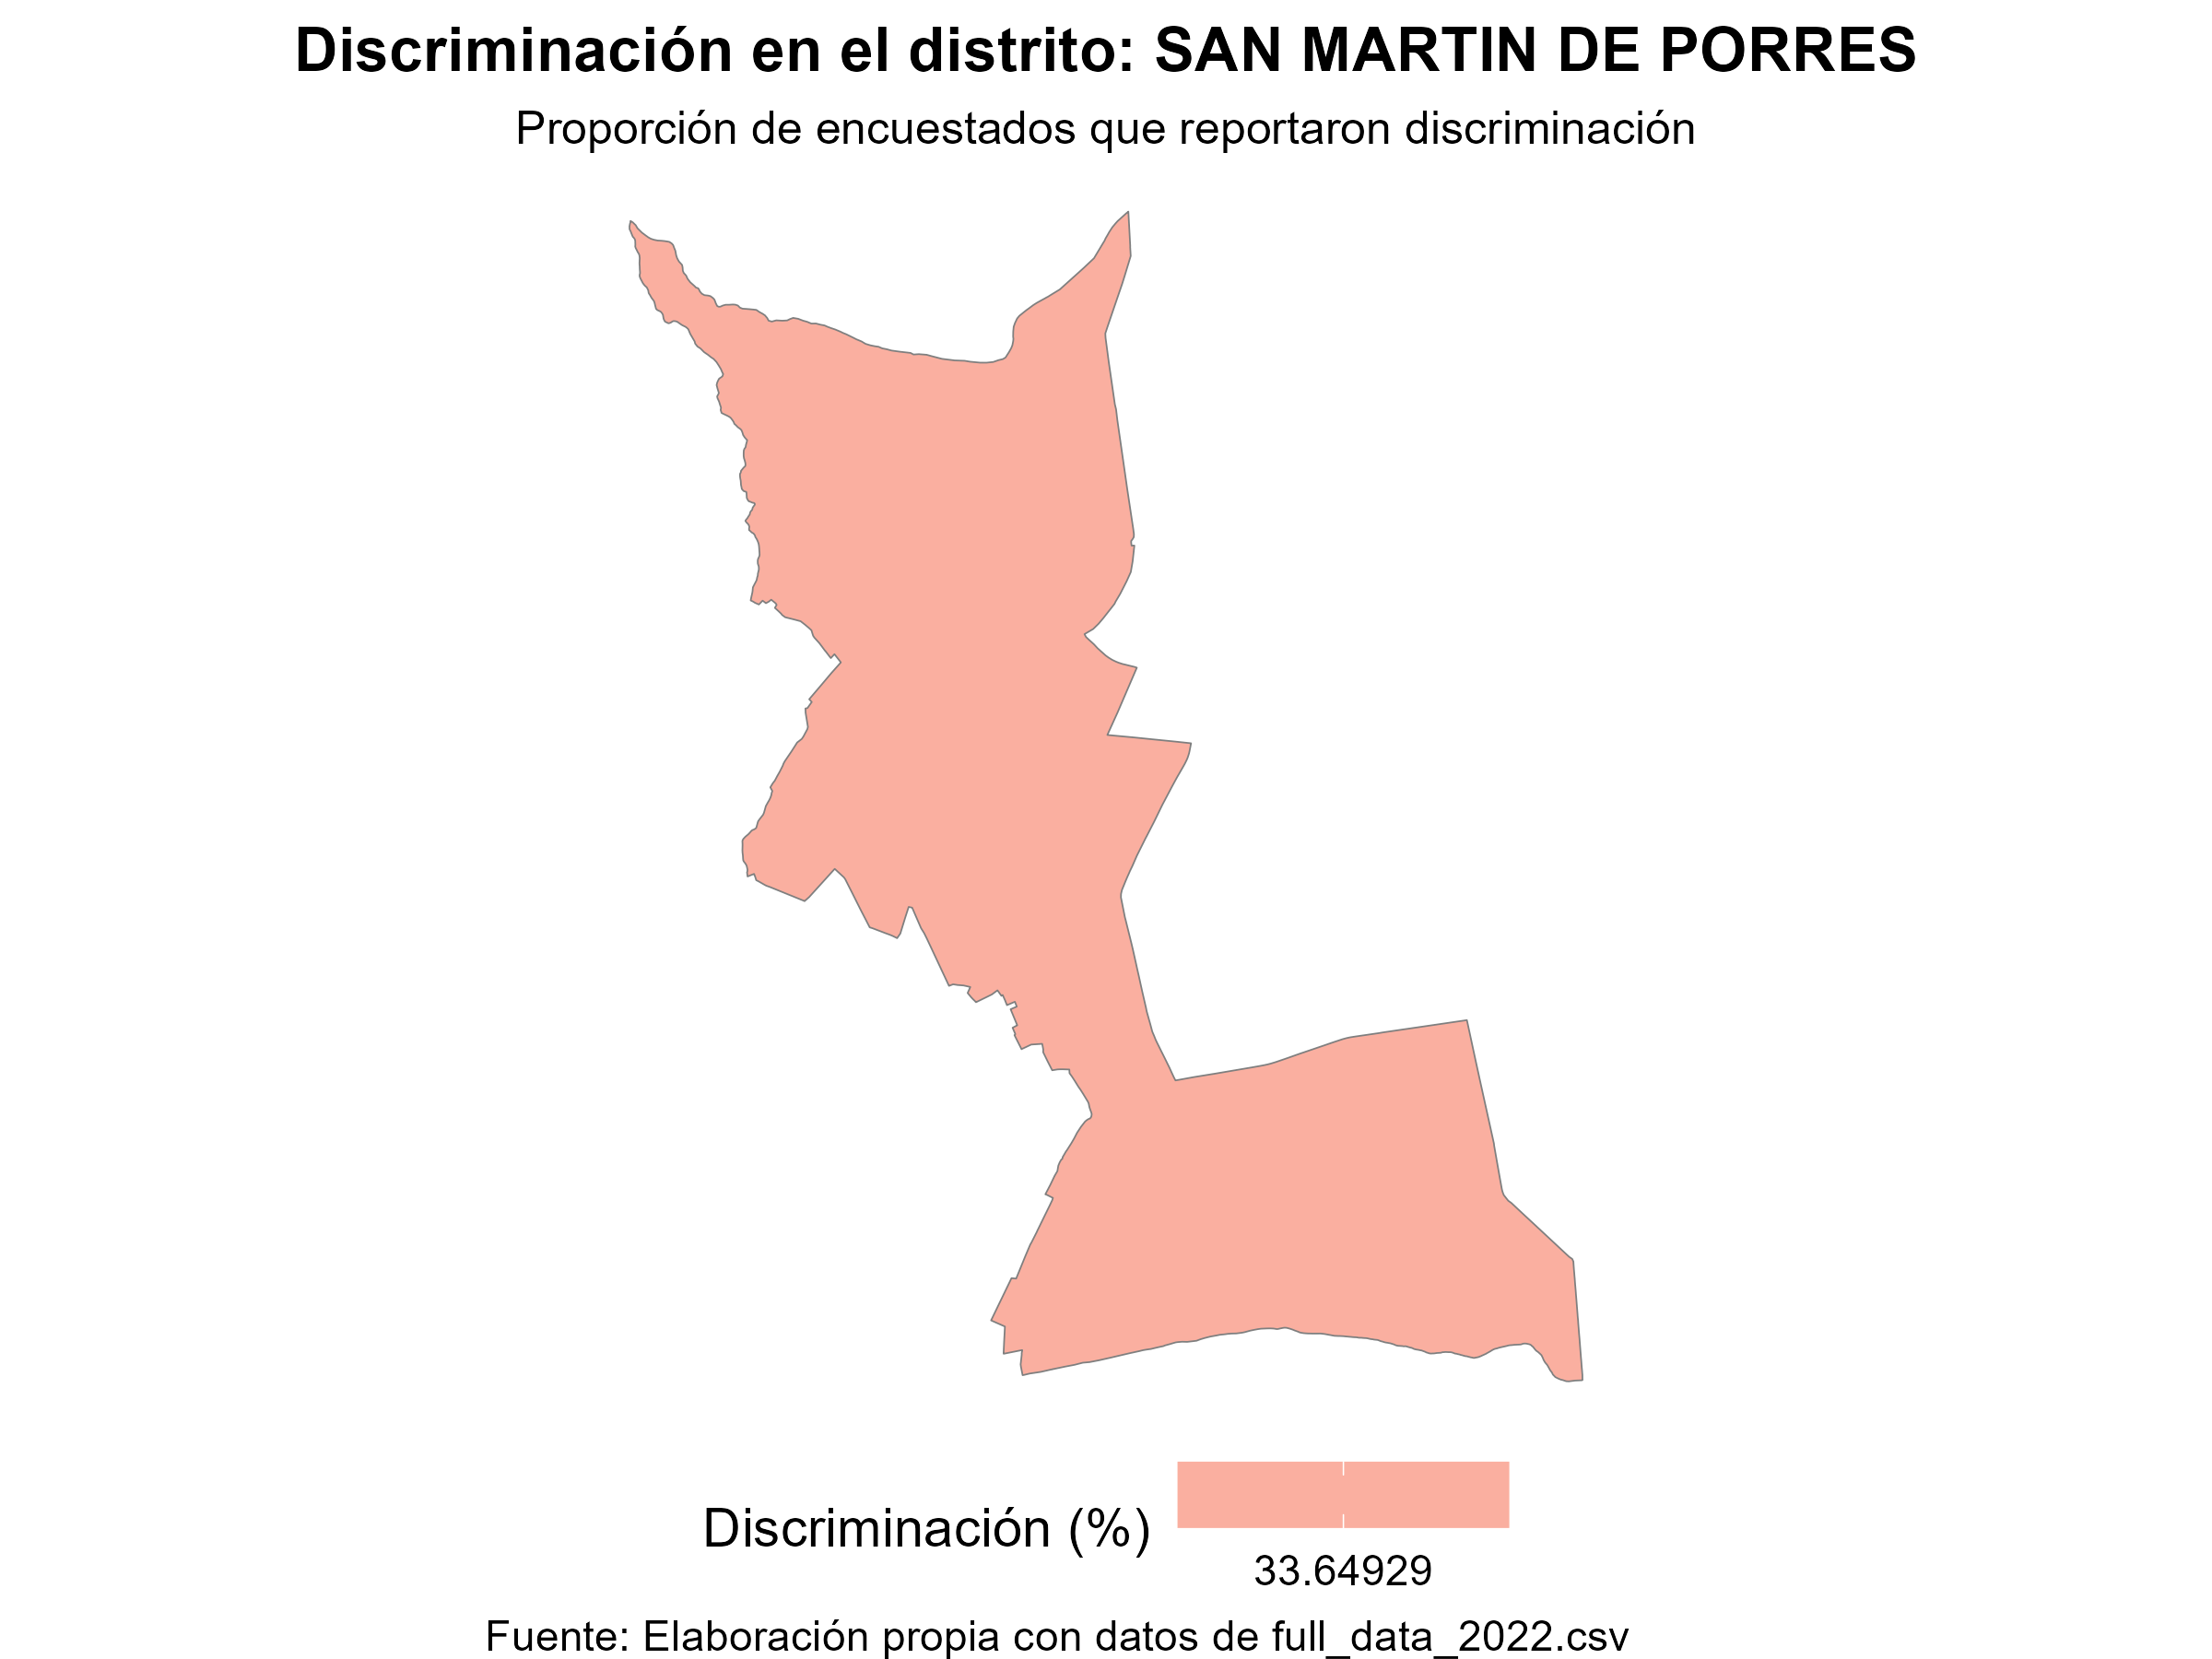 Discriminación en el distrito: SAN MARTIN DE PORRES
Proporción de encuestados que reportaron discriminación
Discriminación (%)
33.64929
Fuente: Elaboración propia con datos de full_data_2022.csv